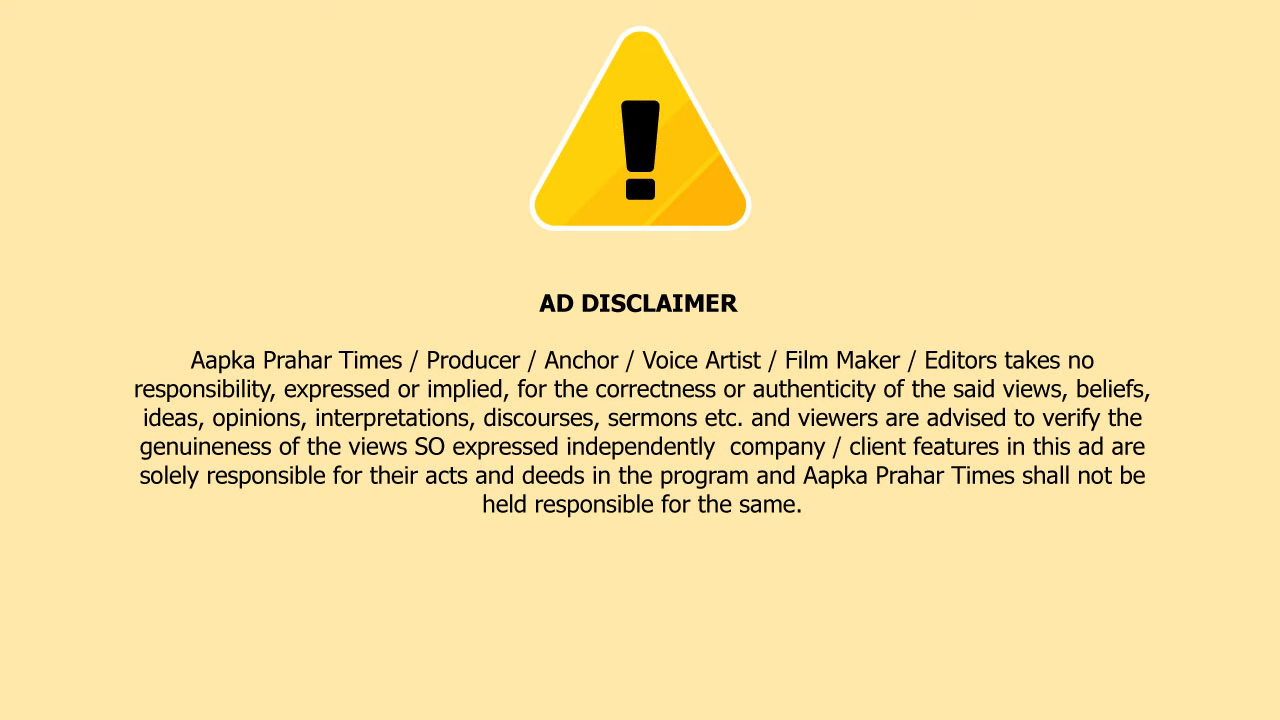 AD DISCLAIMER
Aapka Prahar Times / Producer / Anchor / Voice Artist / Film Maker / Editors takes no
responsibility, expressed or implied, for the correctness or authenticity of the said views, beliefs,
ideas, opinions, interpretations, discourses, sermons etc. and viewers are advised to verify the
genuineness of the views SO expressed independently  company / client features in this ad are
solely responsible for their acts and deeds in the program and Aapka Prahar Times shall not be
held responsible for the same.